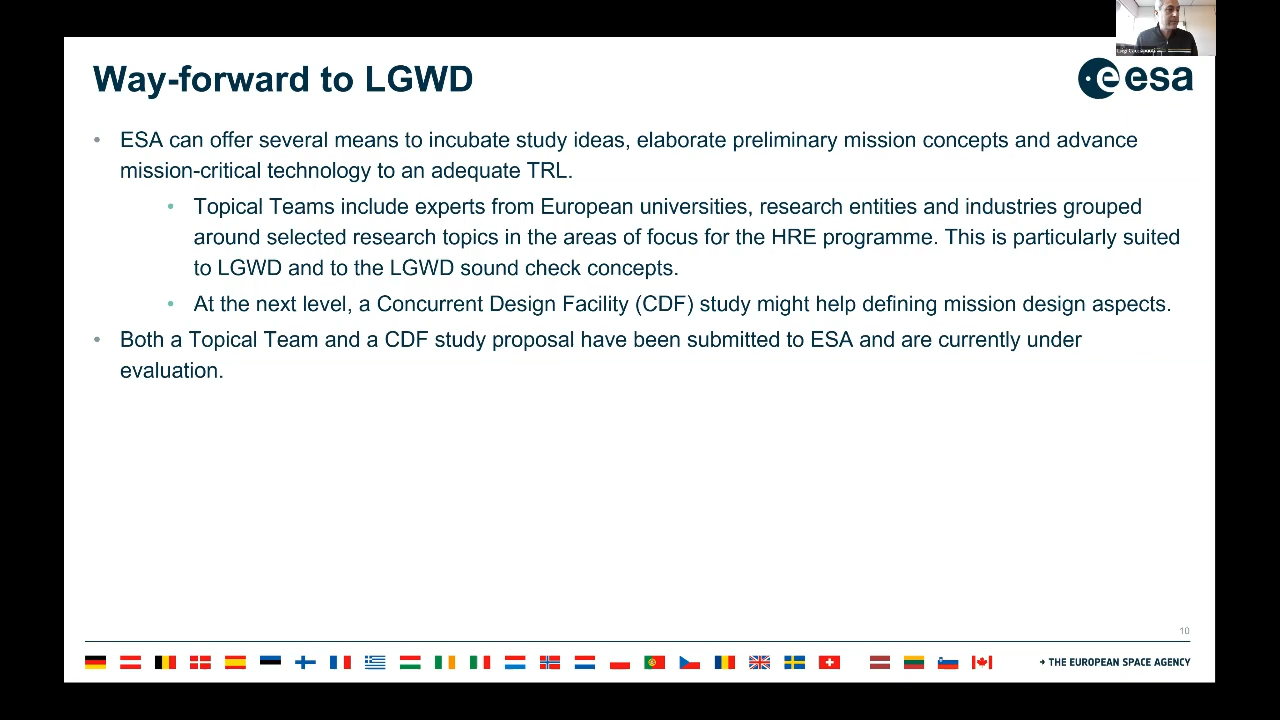 Way-forward to LGWD
esa
• ESA can offer several means to incubate study ideas, elaborate preliminary mission concepts and advance
mission-critical technology to an adequate TRL.
• Topical Teams include experts from European universities, research entities and industries grouped
around selected research topics in the areas of focus for the HRE programme. This is particularly suited
to LGWD and to the LGWD sound check concepts.
• At the next level, a Concurrent Design Facility (CDF) study might help defining mission design aspects.
• Both a Topical Team and a CDF study proposal have been submitted to ESA and are currently under
evaluation.
10
→ THE EUROPEAN SPACE AGENCY